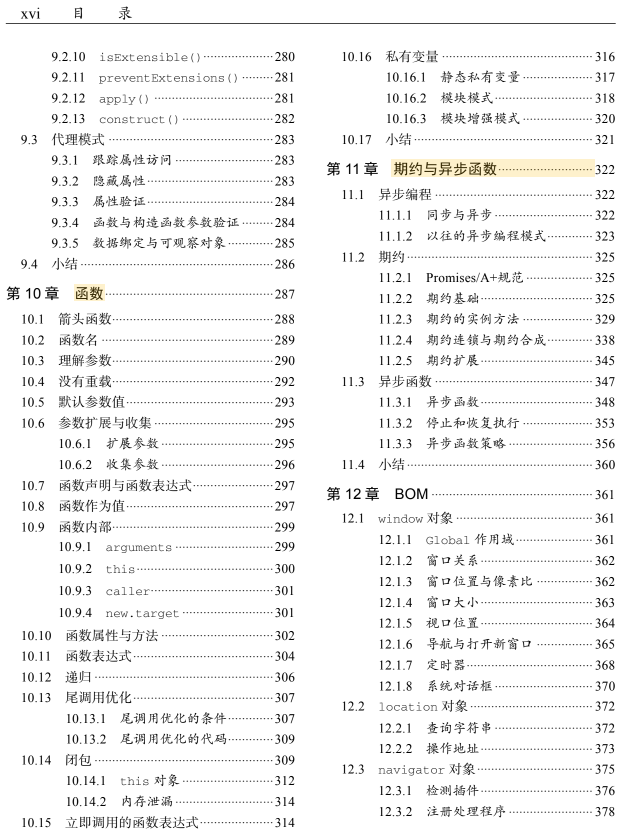 xvi 目 录
9.2.10 isExtensible() 280
9.2.11 preventExtensions() 281
9.2.12 apply() 281
9.2.13 construct() 282
9.3 代理模式 283
9.3.1 跟踪属性访问 283
9.3.2 隐藏属性 283
9.3.3 属性验证 284
9.3.4 函数与构造函数参数验证 284
9.3.5 数据绑定与可观察对象 285
9.4 小结 286
第 10 章 函数 287
10.1 箭头函数 288
10.2 函数名 289
10.3 理解参数 290
10.4 没有重载 292
10.5 默认参数值 293
10.6 参数扩展与收集 295
10.6.1 扩展参数 295
10.6.2 收集参数 296
10.7 函数声明与函数表达式 297
10.8 函数作为值 297
10.9 函数内部 299
10.9.1 arguments 299
10.9.2 this 300
10.9.3 caller 301
10.9.4 new.target 301
10.10 函数属性与方法 302
10.11 函数表达式 304
10.12 递归 306
10.13 尾调用优化 307
10.13.1 尾调用优化的条件 307
10.13.2 尾调用优化的代码 309
10.14 闭包 309
10.14.1 this 对象 312
10.14.2 内存泄漏 314
10.15 立即调用的函数表达式 314
10.16 私有变量 316
10.16.1 静态私有变量 317
10.16.2 模块模式 318
10.16.3 模块增强模式 320
10.17 小结 321
第 11 章 期约与异步函数 322
11.1 异步编程 322
11.1.1 同步与异步 322
11.1.2 以往的异步编程模式 323
11.2 期约 325
11.2.1 Promises/A+规范 325
11.2.2 期约基础 325
11.2.3 期约的实例方法 329
11.2.4 期约连锁与期约合成 338
11.2.5 期约扩展 345
11.3 异步函数 347
11.3.1 异步函数 348
11.3.2 停止和恢复执行 353
11.3.3 异步函数策略 356
11.4 小结 360
第 12 章 BOM 361
12.1 window 对象 361
12.1.1 Global 作用域 361
12.1.2 窗口关系 362
12.1.3 窗口位置与像素比 362
12.1.4 窗口大小 363
12.1.5 视口位置 364
12.1.6 导航与打开新窗口 365
12.1.7 定时器 368
12.1.8 系统对话框 370
12.2 location 对象 372
12.2.1 查询字符串 372
12.2.2 操作地址 373
12.3 navigator 对象 375
12.3.1 检测插件 376
12.3.2 注册处理程序 378